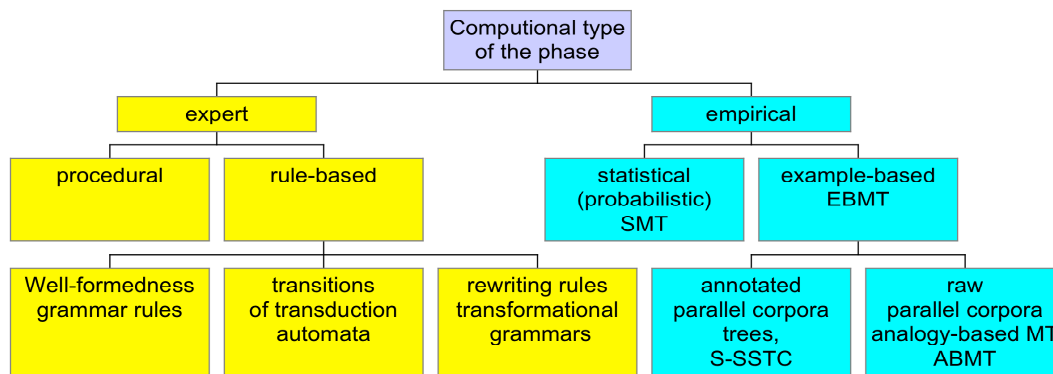 Computional type
of the phase
expert
empirical
procedural
rule-based
statistical
(probabilistic)
SMT
example-based
EBMT
Well-formedness
grammar rules
transitions
of transduction
automata
rewriting rules
transformational
grammars
annotated
parallel corpora
trees,
S-SSTC
raw
parallel corpora
analogy-based MT
ABMT